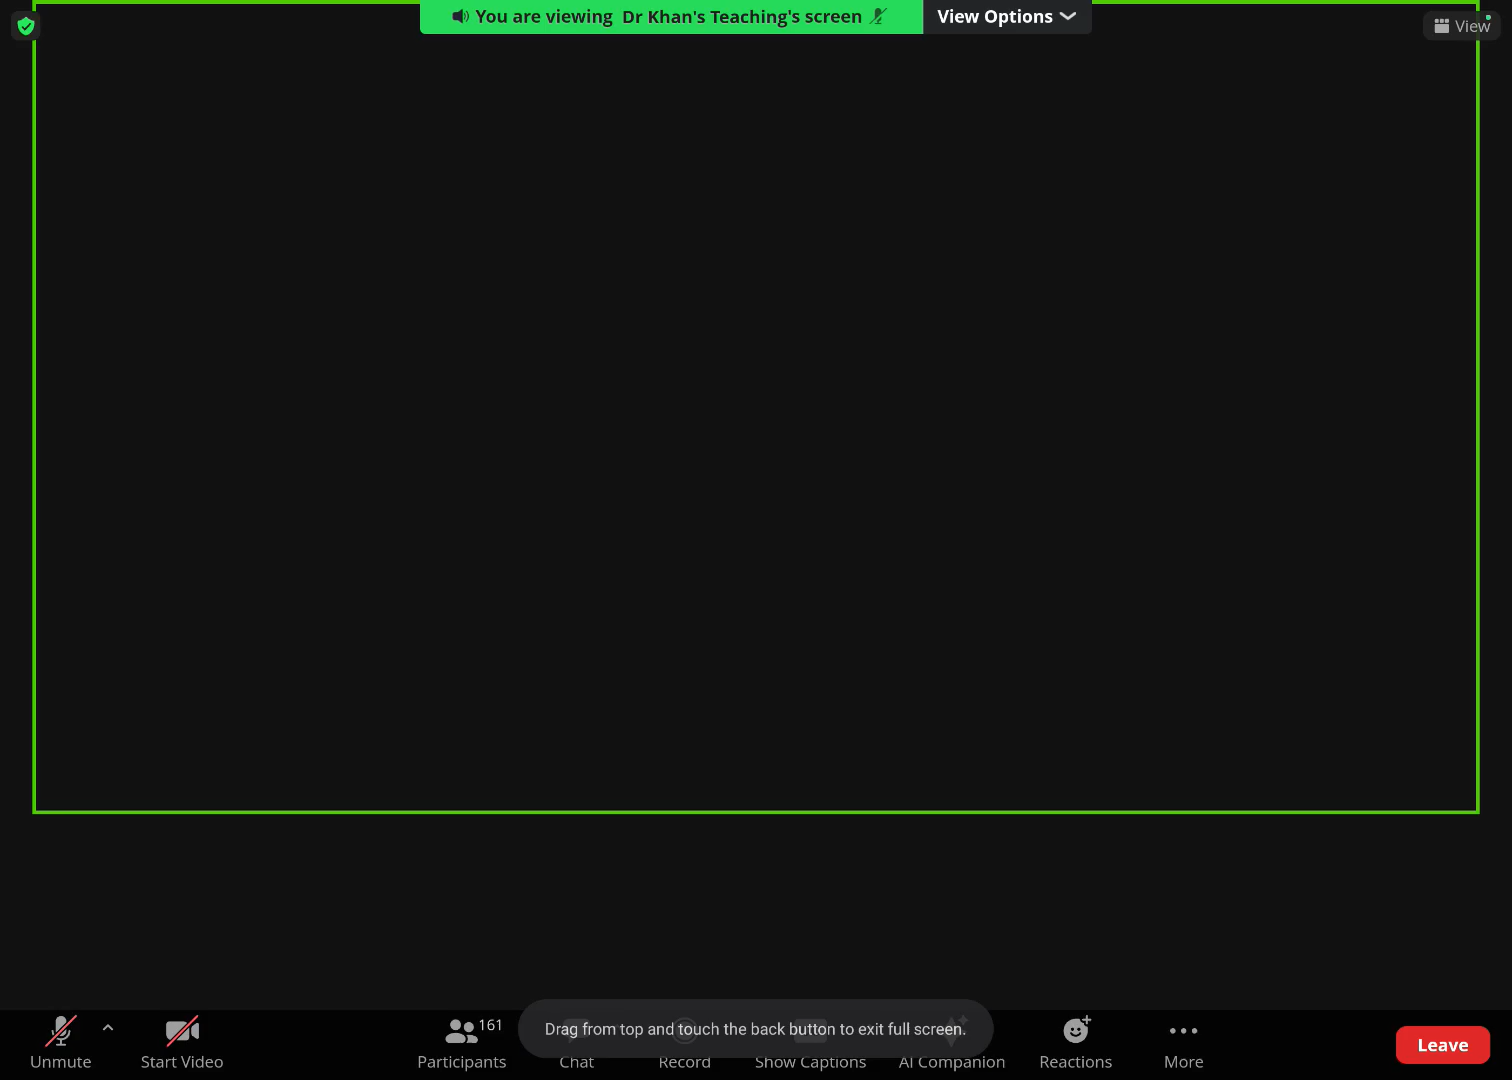 You are viewing Dr Khan's Teaching's screen
View Options
View
Drag from top and touch the back button to exit full screen.
161
Unmute
Start Video
Participants
Chat
Record
Show Captions
AI Companion
Reactions
More
Leave